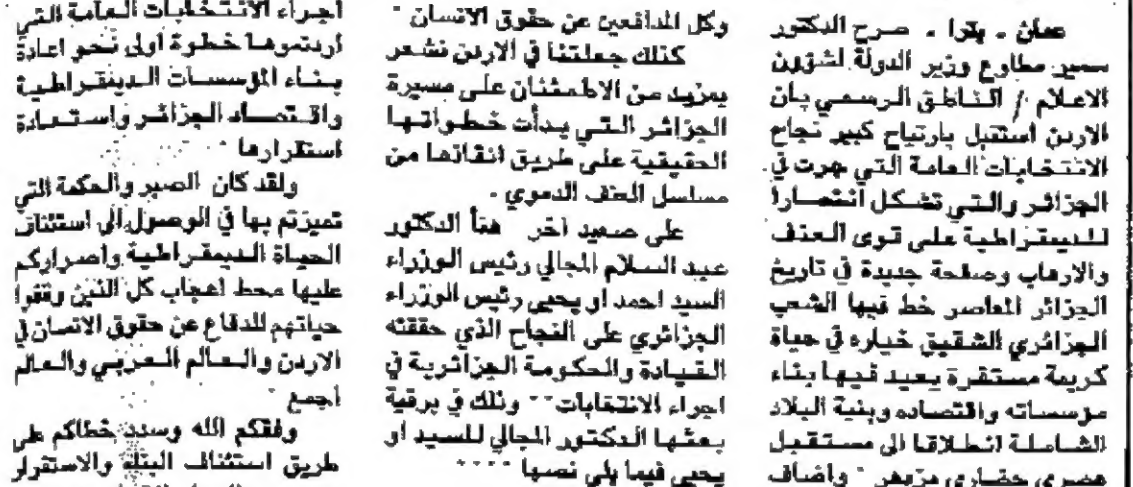 عمان - بترا - صرح الدكتور
سمير مطاوع وزير الدولة لشؤون
الاعلام / الناطق الرسمي بان
الاردن استقبل بارتياح كبير نجاح
الانتخابات العامة التي جرت في
الجزائر والتي تشكل انتصارا
للديمقراطية على قوى العنف
والارهاب وصفحة جديدة في تاريخ
الجزائر المعاصر خط فيها الشعب
الجزائري الشقيق خياره في حياة
كريمة مستقرة يعيد فيها بناء
مؤسساته واقتصاده وبنية البلاد
الشاملة انطلاقا الى مستقبل
عصري حضاري مزدهر " واضاف
وكل المدافعين عن حقوق الانسان "
كذلك جعلتنا في الاردن نشعر
بمزيد من الاطمئنان على مسيرة
الجزائر التي بدأت خطواتها
الحقيقية على طريق انقاذها من
مسلسل العنف الدموي .
على صعيد آخر هنأ الدكتور
عبد السلام المجالي رئيس الوزراء
السيد احمد او يحيى رئيس الوزراء
الجزائري على النجاح الذي حققته
القيادة والحكومة الجزائرية في
اجراء الانتخابات .. وذلك في برقية
بعثها الدكتور المجالي للسيد او
يحيى فيما يلي نصها ....
اجراء الانتخابات العامة التي
اردتموها خطوة اولى نحو اعادة
بناء المؤسسات الديمقراطية
واقتصاد الجزائر واستعادة
استقرارها .
ولقد كان الصبر والحكمة التي
تميزتم بها في الوصول الى استئناف
الحياة الديمقراطية واصراركم
عليها محط اعجاب كل الذين وقفوا
حياتهم للدفاع عن حقوق الانسان في
الاردن والعالم العربي والعالم
اجمع .
وفقكم الله وسدد خطاكم على
طريق استئناف البناء والاستقرار